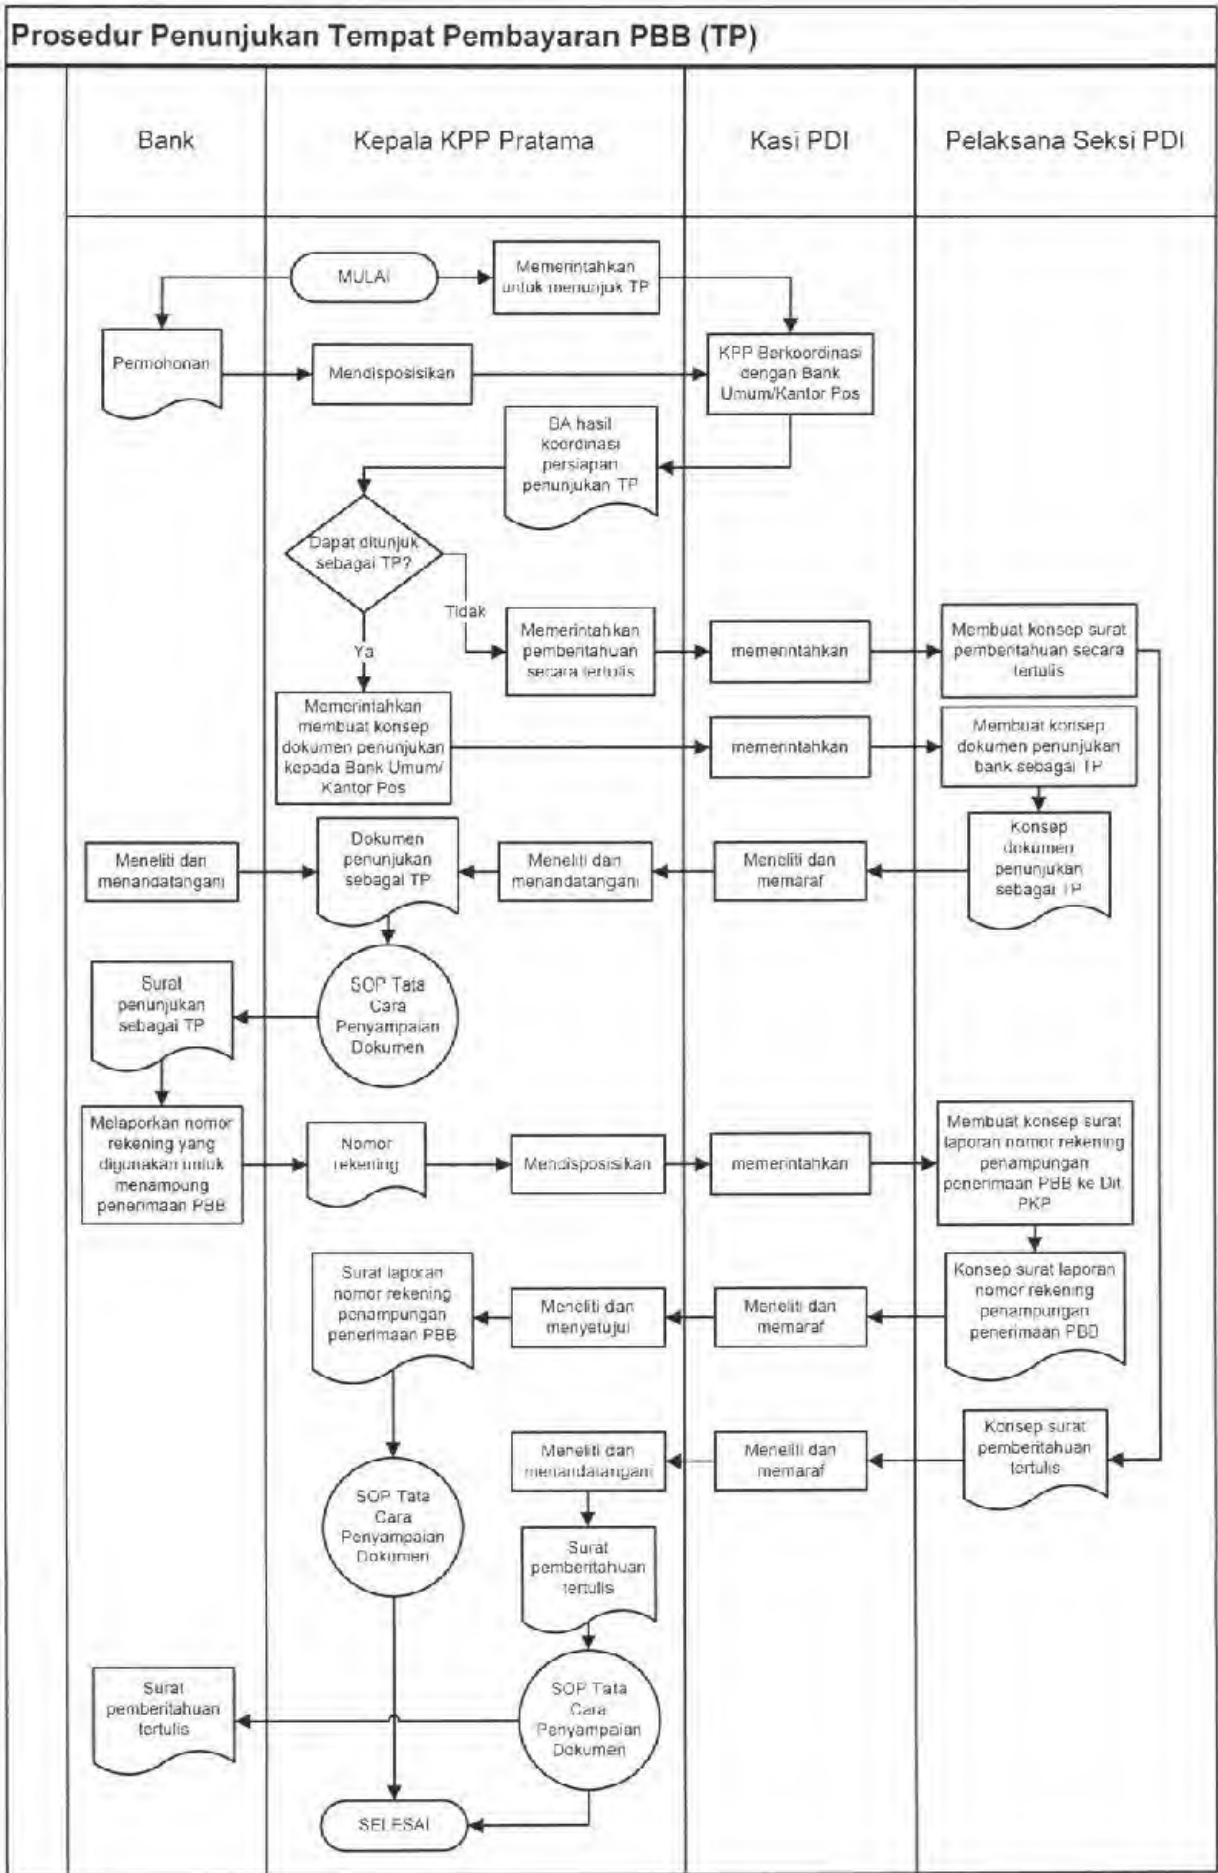 Prosedur Penunjukan Tempat Pembayaran PBB (TP)
Bank
Kepala KPP Pratama
Kasi PDI
Pelaksana Seksi PDI
MULAI
Memerintahkan
untuk menunjuk TP
Permohonan
Mendisposisikan
KPP Berkoordinasi
dengan Bank
Umum/Kantor Pos
BA hasil
koordinasi
persiapan
penunjukan TP
Dapat ditunjuk
sebagai TP?
Tidak
Ya
Memerintahkan
pemberitahuan
secara tertulis
memerintahkan
Membuat konsep surat
pemberitahuan secara
tertulis
Memerintahkan
membuat konsep
dokumen penunjukan
kepada Bank Umum/
Kantor Pos
memerintahkan
Membuat konsep
dokumen penunjukan
bank sebagai TP
Meneliti dan
menandatangani
Dokumen
penunjukan
sebagai TP
Meneliti dan
menandatangani
Meneliti dan
memaraf
Konsep
dokumen
penunjukan
sebagai TP
Surat
penunjukan
sebagai TP
SOP Tata
Cara
Penyampaian
Dokumen
Melaporkan nomor
rekening yang
digunakan untuk
menampung
penerimaan PBB
Nomor
rekening
Mendisposisikan
memerintahkan
Membuat konsep surat
laporan nomor rekening
penampungan
penerimaan PBB ke Dit.
PKP
Surat laporan
nomor rekening
penampungan
penerimaan PBB
Meneliti dan
menyetujui
Meneliti dan
memaraf
Konsep surat laporan
nomor rekening
penampungan
penerimaan PBB
Meneliti dan
menandatangani
Meneliti dan
memaraf
Konsep surat
pemberitahuan
tertulis
SOP Tata
Cara
Penyampaian
Dokumen
Surat
pemberitahuan
tertulis
Surat
pemberitahuan
tertulis
SOP Tata
Cara
Penyampaian
Dokumen
SELESAI